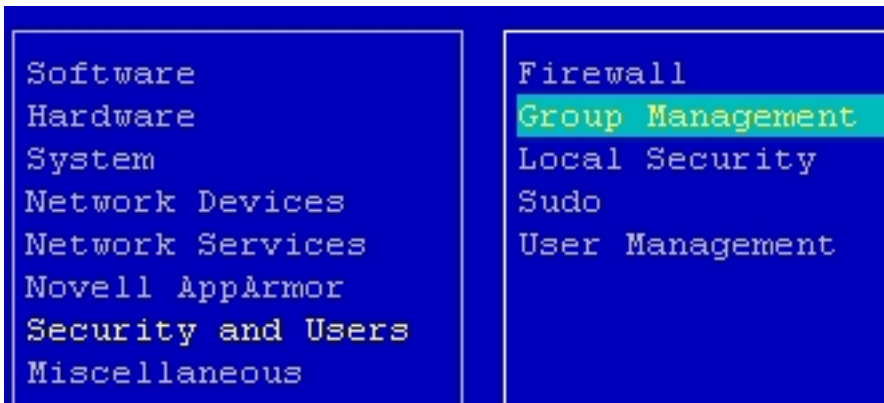 Software
Hardware
System
Network Devices
Network Services
Novell AppArmor
Security and Users
Miscellaneous
Firewall
Group Management
Local Security
Sudo
User Management